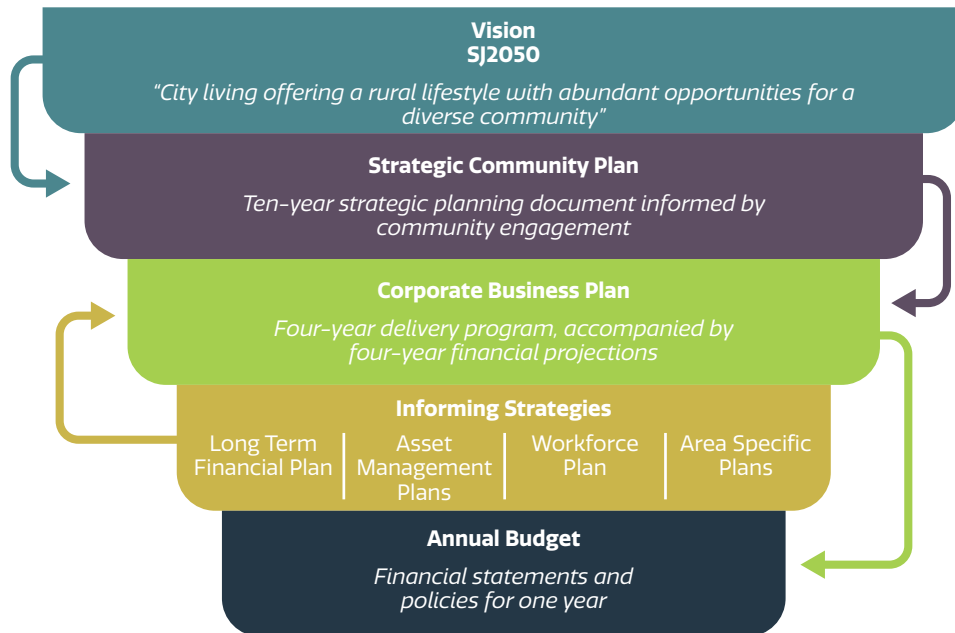 Vision
SJ2050
“City living offering a rural lifestyle with abundant opportunities for a
diverse community”
Strategic Community Plan
Ten-year strategic planning document informed by
community engagement
Corporate Business Plan
Four-year delivery program, accompanied by
four-year financial projections
Informing Strategies
Long Term
Financial Plan
Asset
Management
Plans
Workforce
Plan
Area Specific
Plans
Annual Budget
Financial statements and
policies for one year